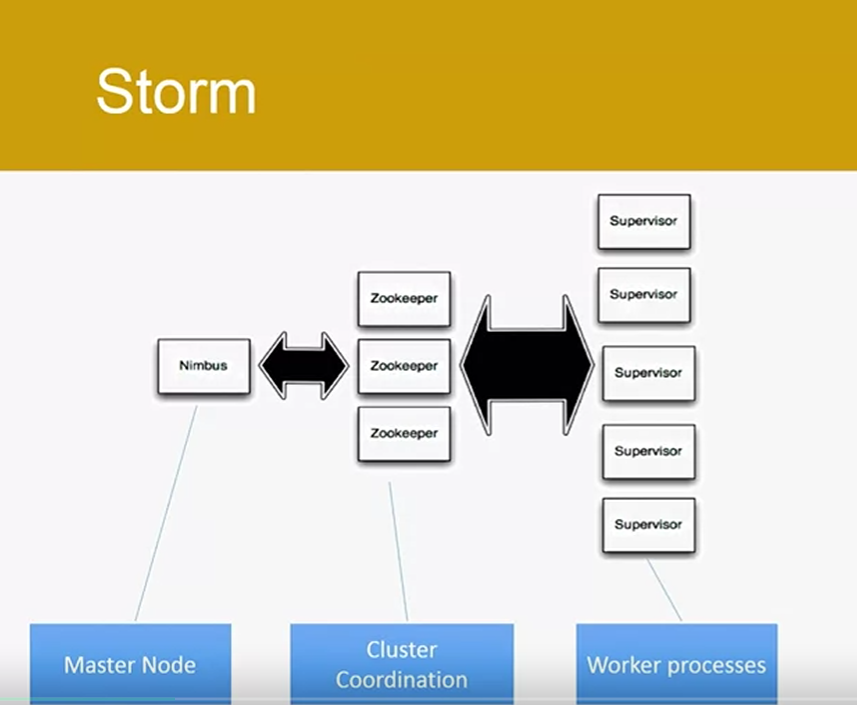 Storm
Nimbus
Zookeeper
Zookeeper
Zookeeper
Supervisor
Supervisor
Supervisor
Supervisor
Supervisor
Master Node
Cluster
Coordination
Worker processes